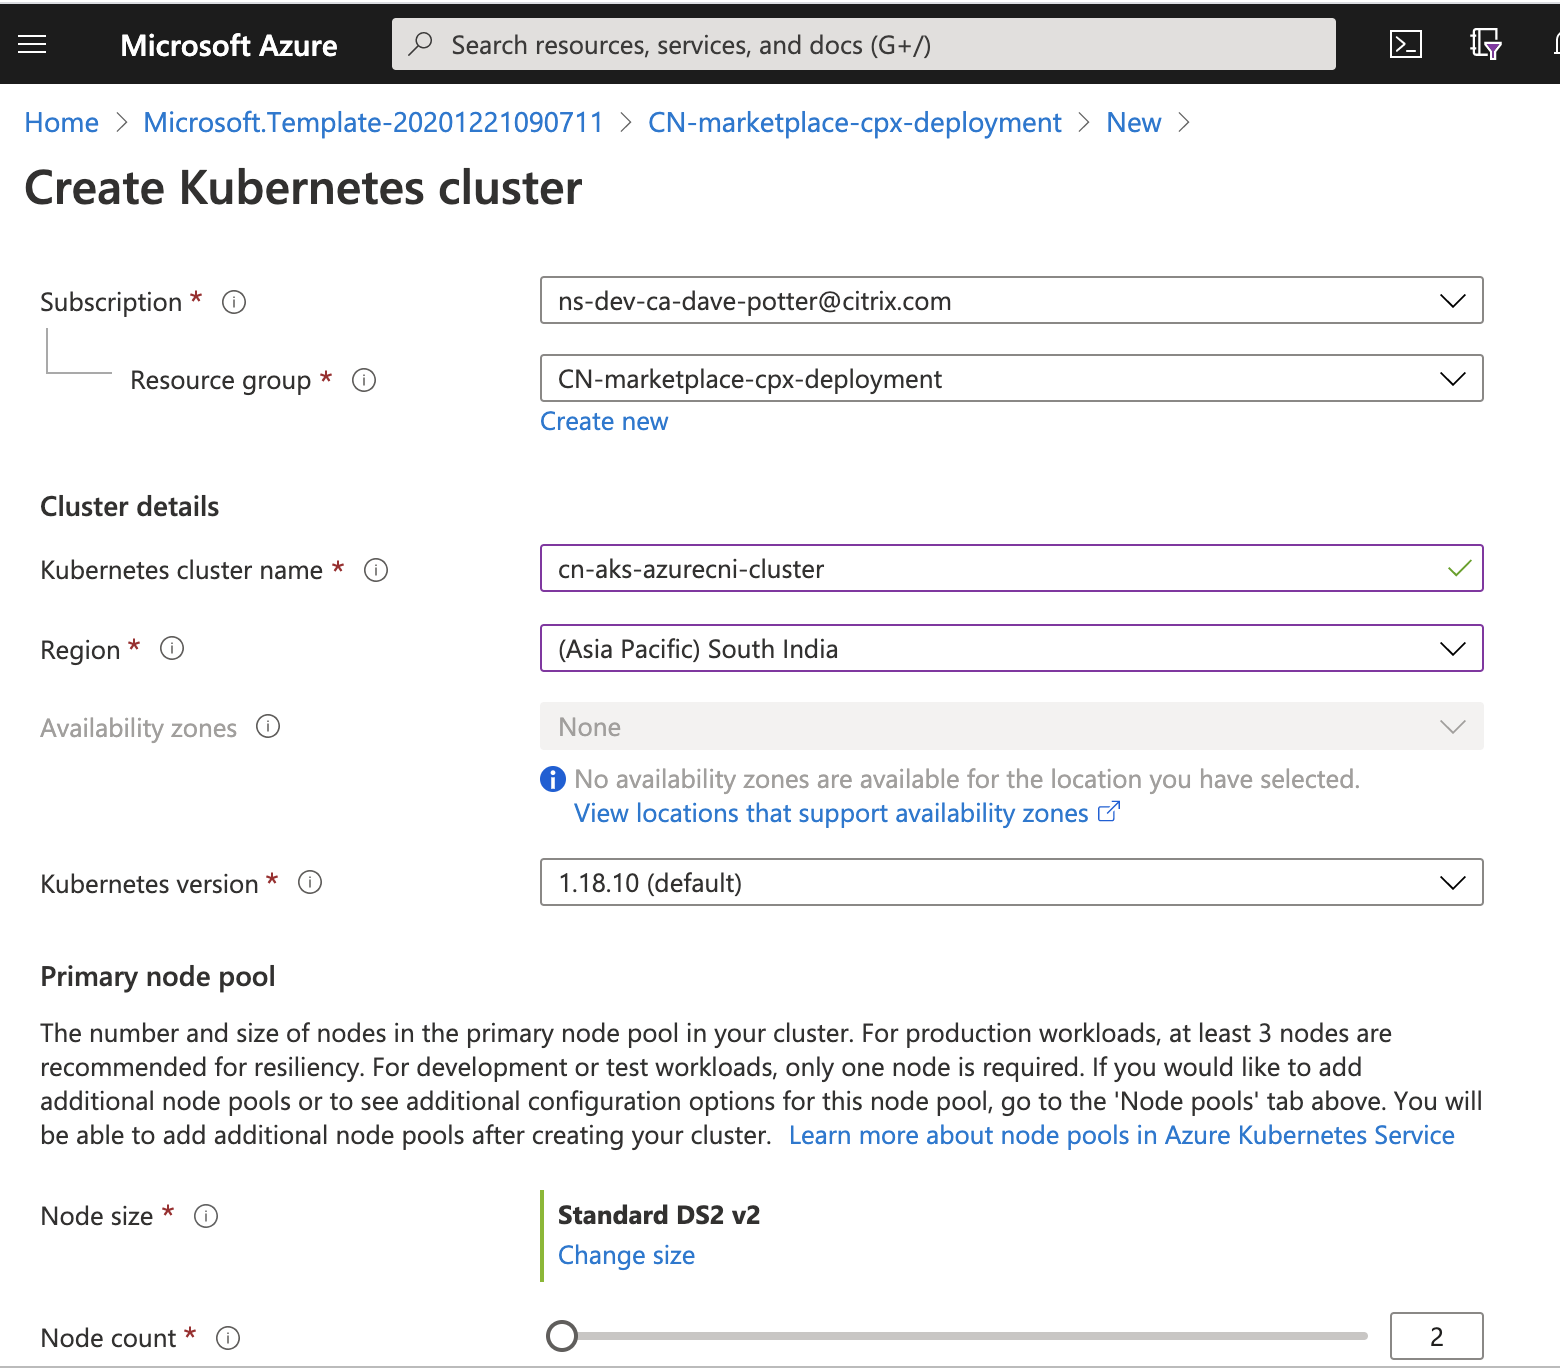 Microsoft Azure
Search resources, services, and docs (G+/)
Home > Microsoft.Template-20201221090711 > CN-marketplace-cpx-deployment > New >
Create Kubernetes cluster
Subscription *
ns-dev-ca-dave-potter@citrix.com
Resource group *
CN-marketplace-cpx-deployment
Create new
Cluster details
Kubernetes cluster name *
cn-aks-azurecni-cluster
Region *
(Asia Pacific) South India
Availability zones
None
No availability zones are available for the location you have selected.
View locations that support availability zones
Kubernetes version *
1.18.10 (default)
Primary node pool
The number and size of nodes in the primary node pool in your cluster. For production workloads, at least 3 nodes are
recommended for resiliency. For development or test workloads, only one node is required. If you would like to add
additional node pools or to see additional configuration options for this node pool, go to the 'Node pools' tab above. You will
be able to add additional node pools after creating your cluster. Learn more about node pools in Azure Kubernetes Service
Node size *
Standard DS2 v2
Change size
Node count *
2